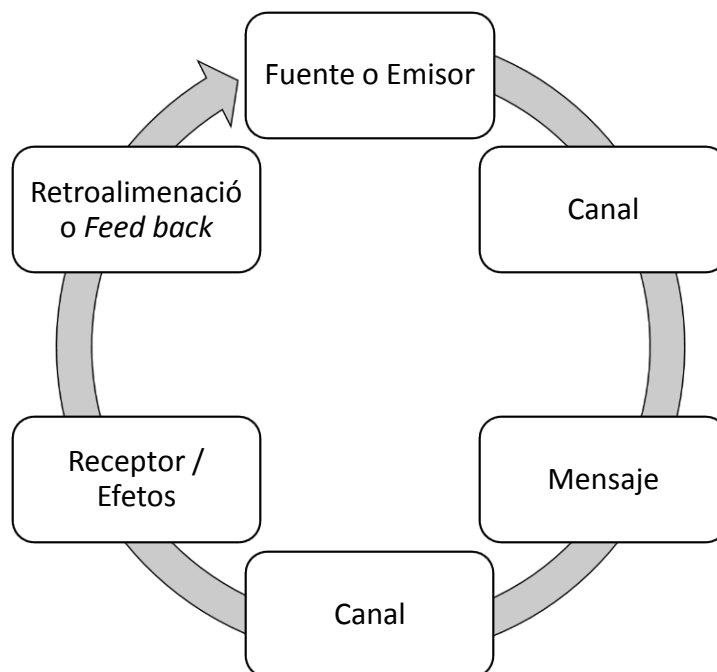 Fuente o Emisor
Canal
Mensaje
Canal
Receptor /
Efetos
Retroalimenació
o Feed back